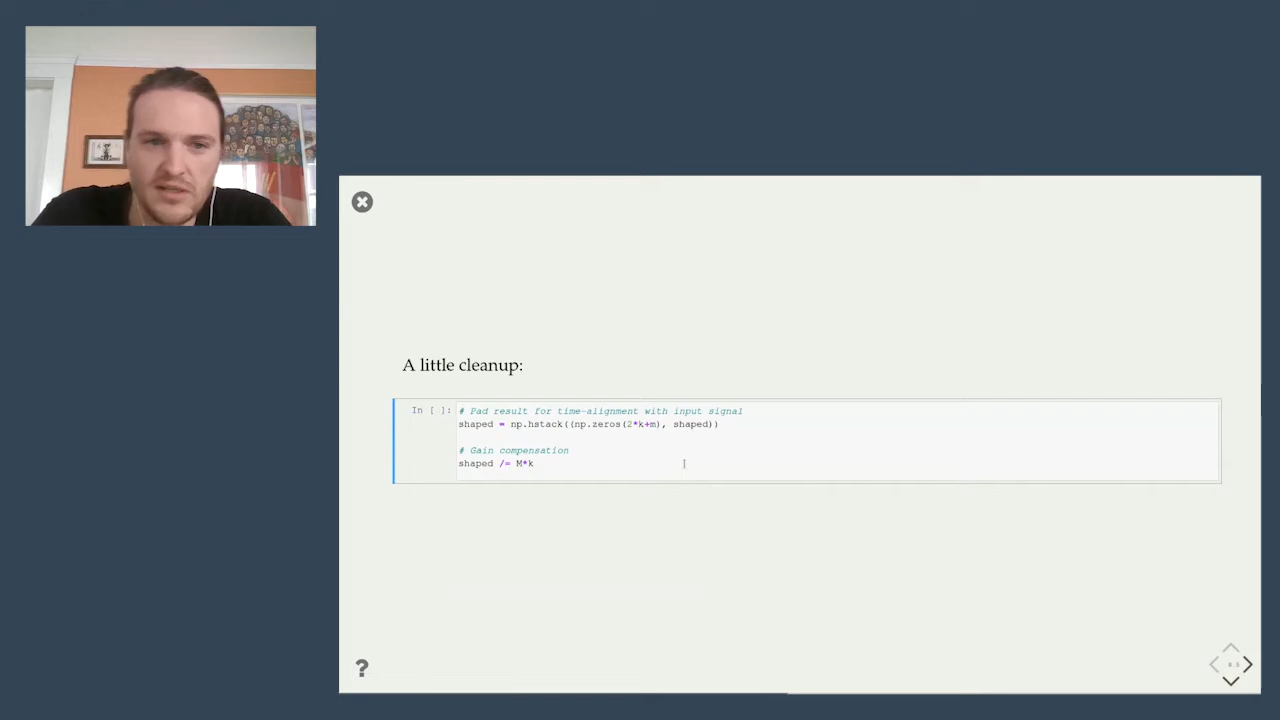 A little cleanup:
In [ ]: # Pad result for time-alignment with input signal
shaped = np.hstack((np.zeros(2*k+m), shaped))
# Gain compensation
shaped /= M*k
?